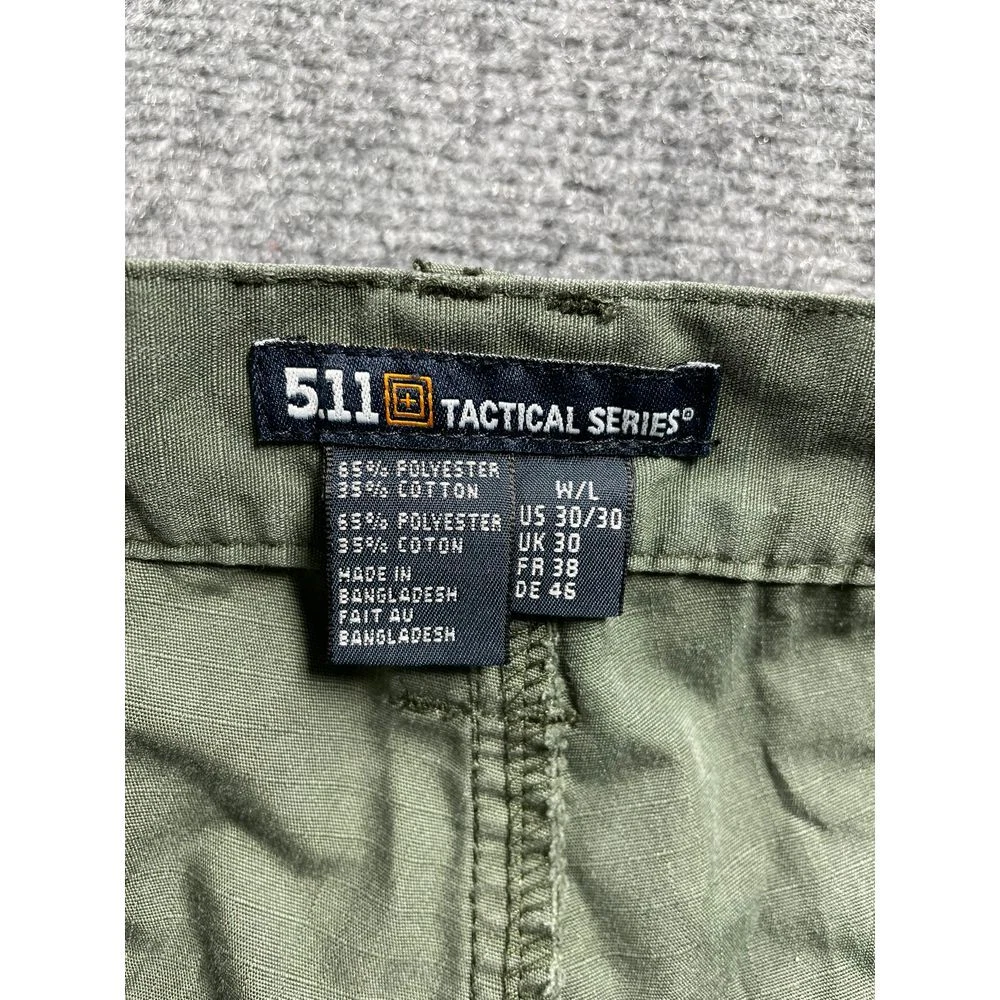 5.11 TACTICAL SERIES®
65% POLYESTER
35% COTTON
65% POLYESTER
35% COTON
MADE IN
BANGLADESH
FAIT AU
BANGLADESH
W/L
US 30/30
UK 30
FR 38
DE 46